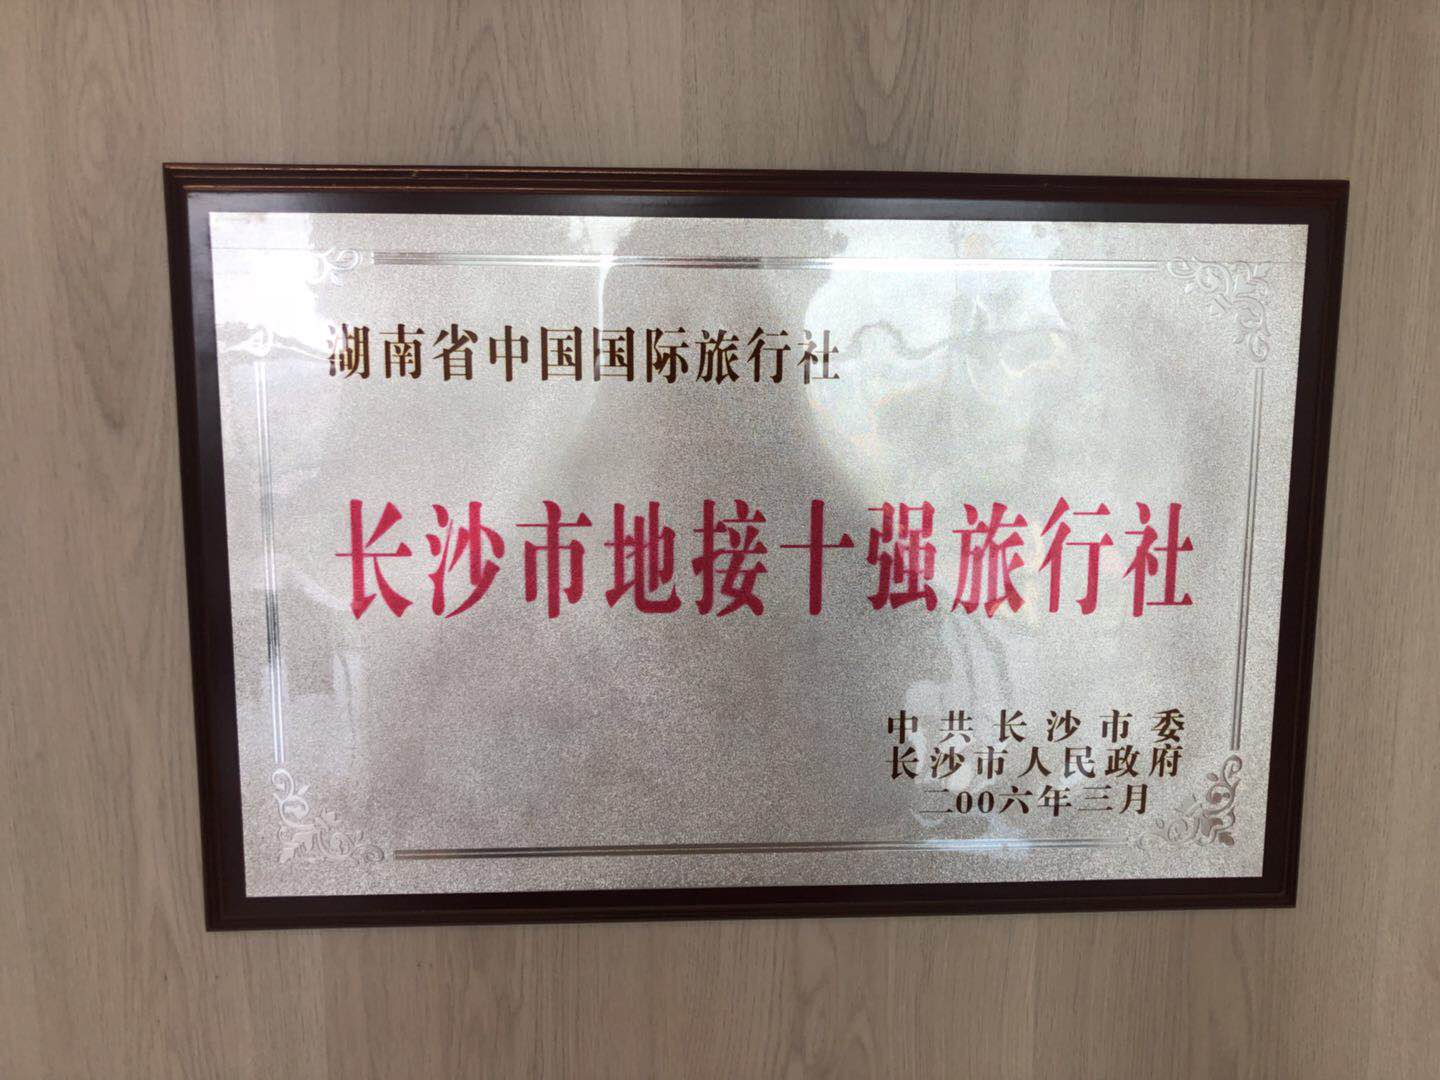 湖南省中国国际旅行社
长沙市地接十强旅行社
中共长沙市委
长沙市人民政府
二00六年三月